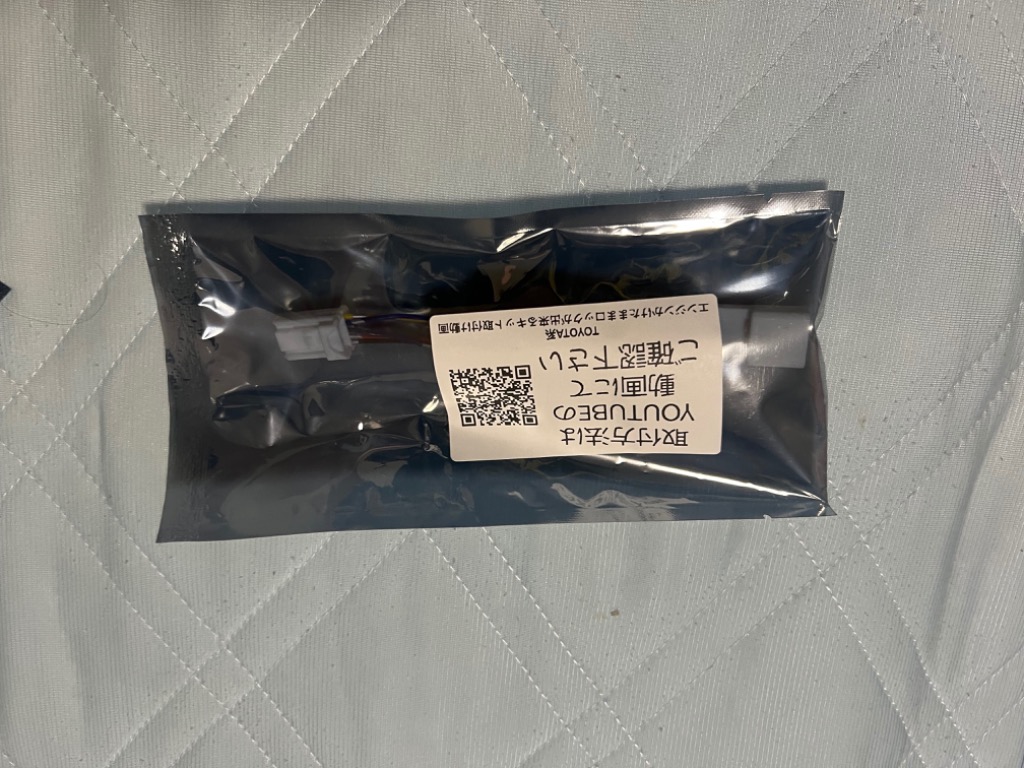 取付方法は
YOUTUBEの
動画にて
ご確認下さい
TOYOTA系
エンジンかけたままロックが出来るキット取付け動画